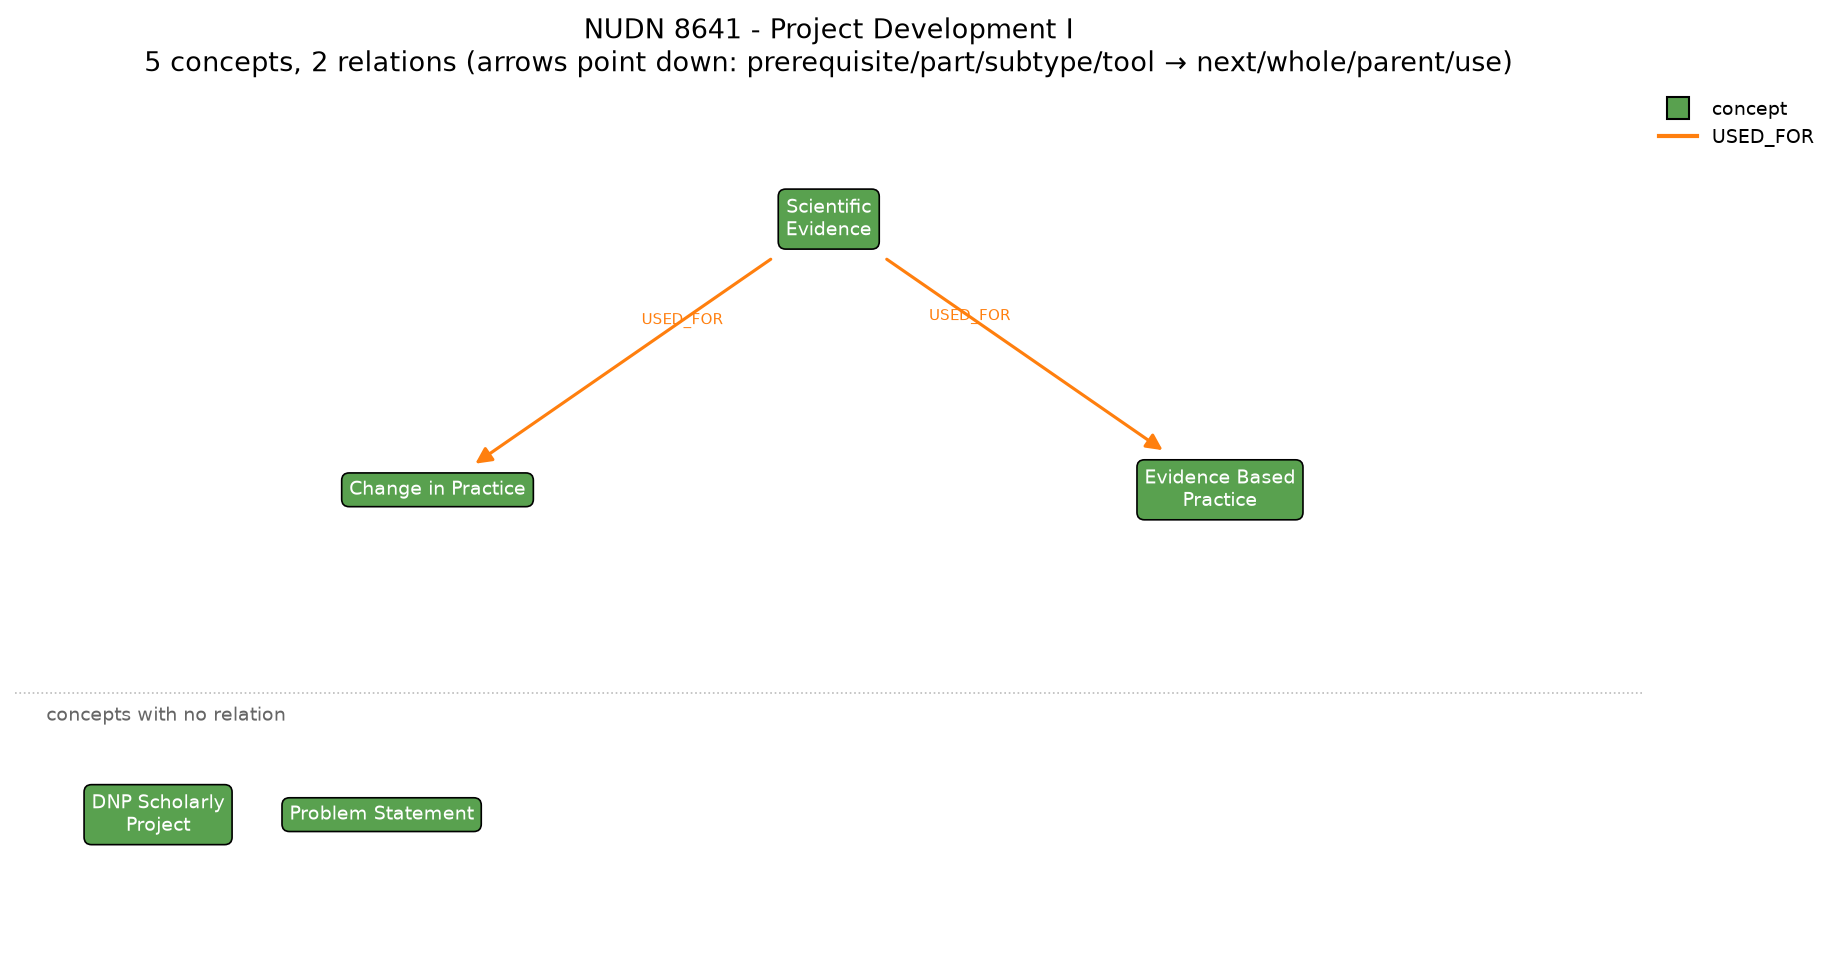 NUDN 8641 - Project Development I
5 concepts, 2 relations (arrows point down: prerequisite/part/subtype/tool → next/whole/parent/use)
concept
USED_FOR
Scientific
Evidence
USED_FOR
USED_FOR
Change in Practice
Evidence Based
Practice
concepts with no relation
DNP Scholarly
Project
Problem Statement